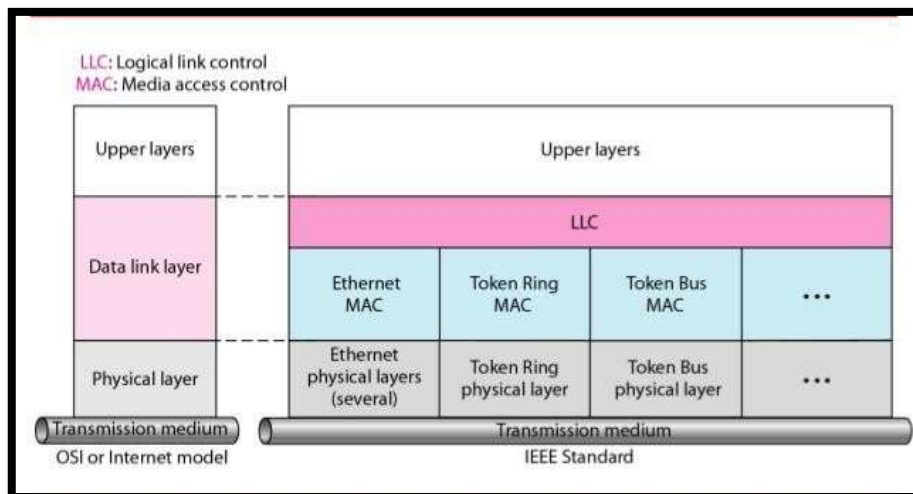 LLC: Logical link control
MAC: Media access control
Upper layers
Data link layer
Physical layer
Transmission medium
OSI or Internet model
Upper layers
LLC
Ethernet
MAC
Token Ring
MAC
Token Bus
MAC
•••
Ethernet
physical layers
(several)
Token Ring
physical layer
Token Bus
physical layer
•••
Transmission medium
IEEE Standard